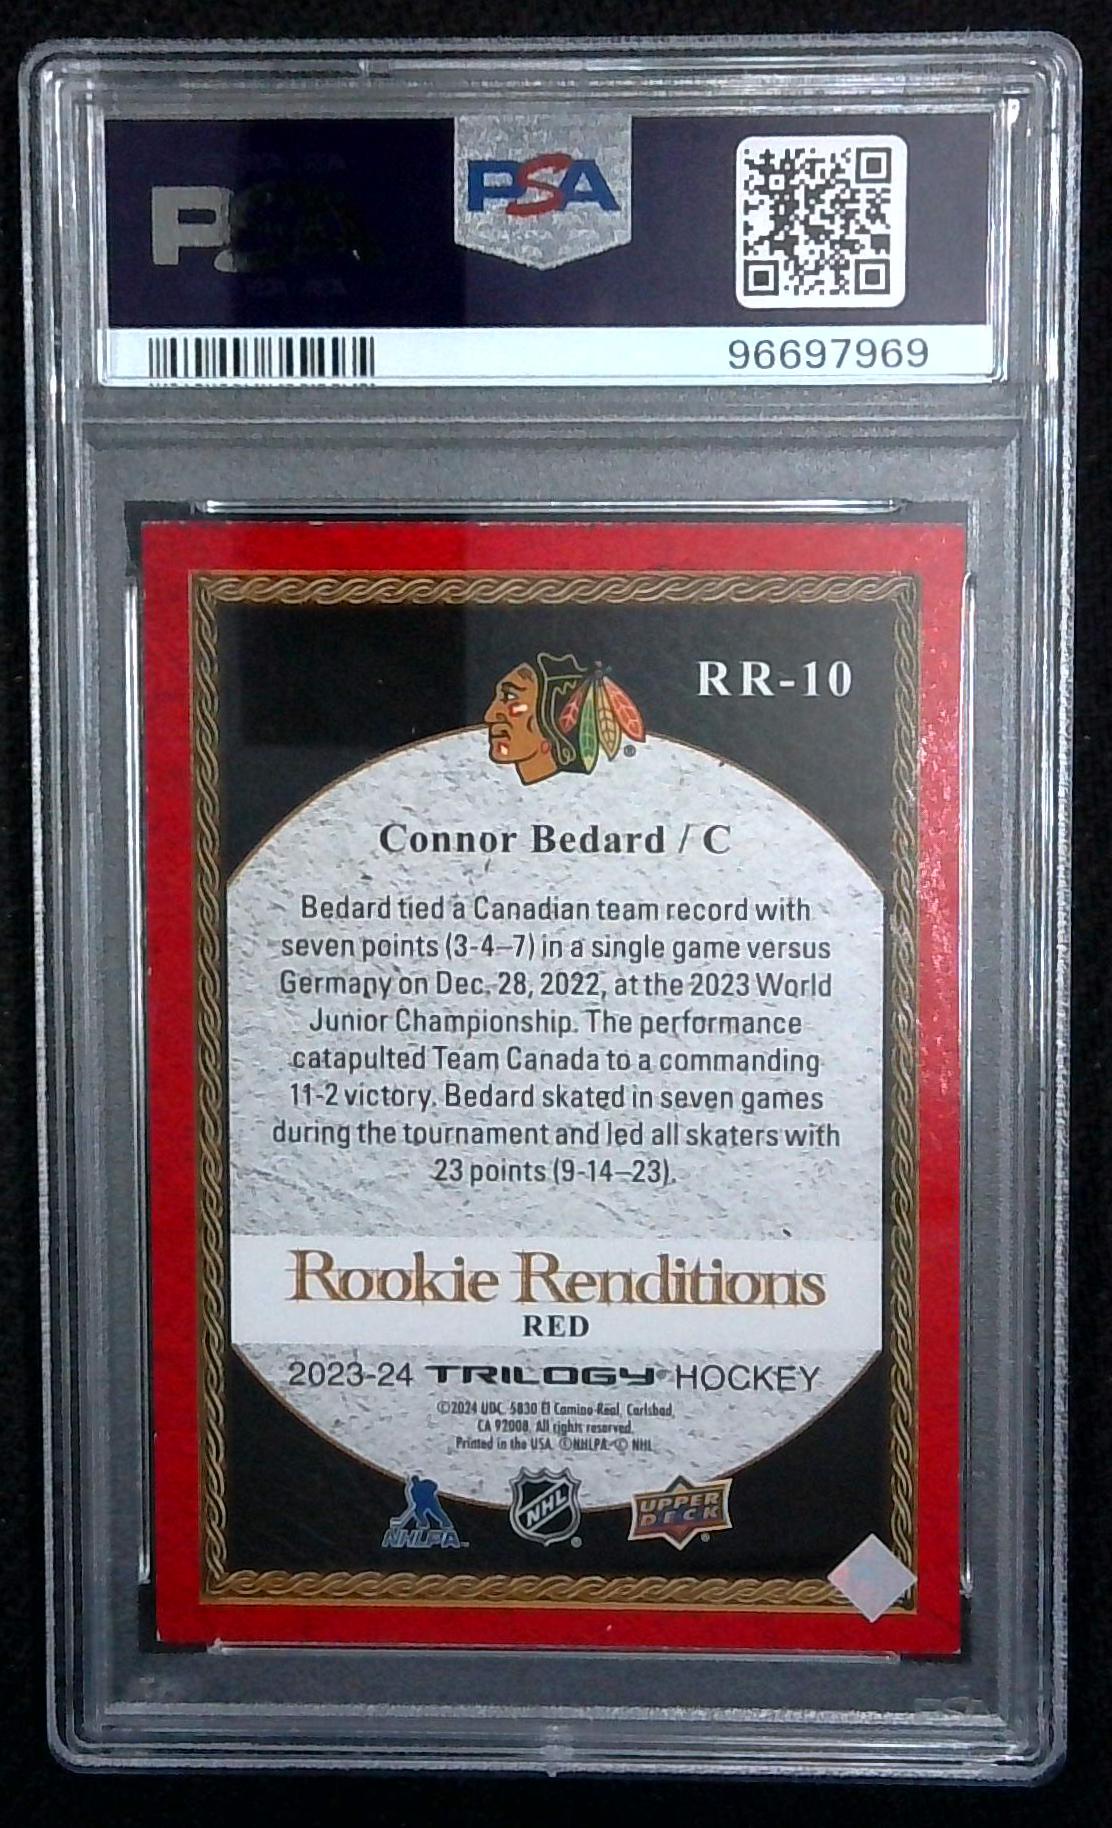 PSA
PSA
96697969
RR-10
Connor Bedard / C
Bedard tied a Canadian team record with
seven points (3-4–7) in a single game versus
Germany on Dec. 28, 2022, at the 2023 World
Junior Championship. The performance
catapulted Team Canada to a commanding
11-2 victory. Bedard skated in seven games
during the tournament and led all skaters with
23 points (9-14–23).
Rookie Renditions
RED
2023-24 TRILOGY HOCKEY
©2024 UDC. 5830 El Camino Real, Carlsbad,
CA 92008. All rights reserved.
Printed in the USA. ©NHLPA. © NHL
NHLPA
NHL
UPPER
DECK
PSA